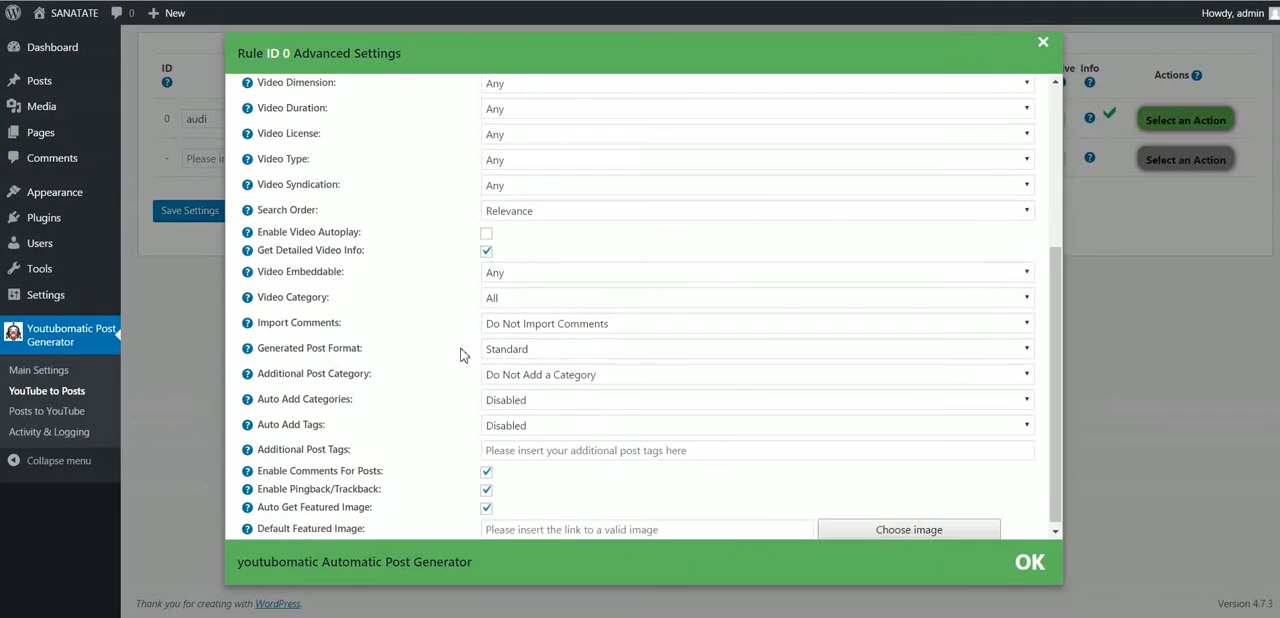 SANATATE 0 New Howdy, admin
Dashboard
Posts
Media
Pages
Comments
Appearance
Plugins
Users
Tools
Settings
Youtubomatic Post
Generator
Main Settings
YouTube to Posts
Posts to YouTube
Activity & Logging
Collapse menu
ID
ve Info
Actions
0 audi
Select an Action
- Please in
Select an Action
Save Settings
Rule ID 0 Advanced Settings
Video Dimension: Any
Video Duration: Any
Video License: Any
Video Type: Any
Video Syndication: Any
Search Order: Relevance
Enable Video Autoplay:
Get Detailed Video Info:
Video Embeddable: Any
Video Category: All
Import Comments: Do Not Import Comments
Generated Post Format: Standard
Additional Post Category: Do Not Add a Category
Auto Add Categories: Disabled
Auto Add Tags: Disabled
Additional Post Tags: Please insert your additional post tags here
Enable Comments For Posts:
Enable Pingback/Trackback:
Auto Get Featured Image:
Default Featured Image: Please insert the link to a valid image Choose image
youtubomatic Automatic Post Generator OK
Thank you for creating with WordPress. Version 4.7.3